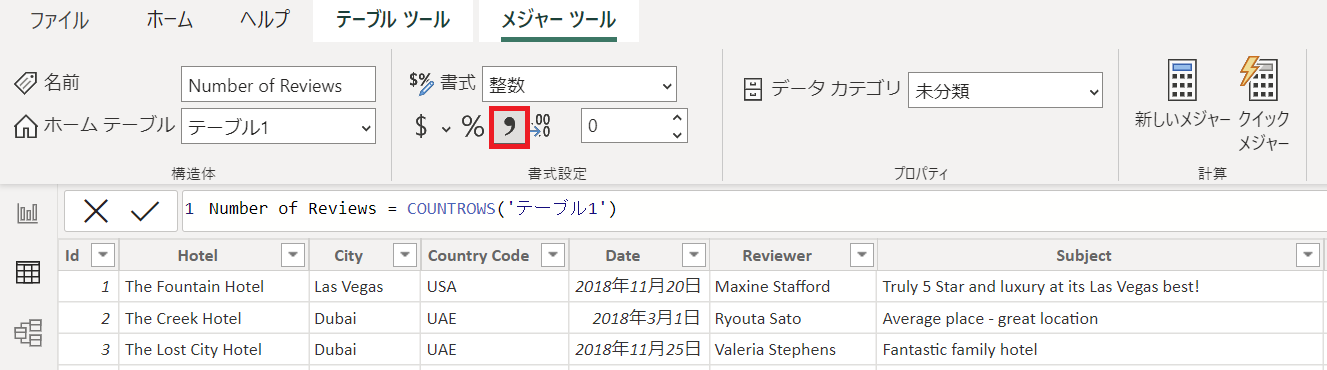 ファイル ホーム ヘルプ テーブル ツール メジャー ツール
名前 Number of Reviews
ホーム テーブル テーブル1
構造体
$% 書式 整数
$ % , .00 .0 0
書式設定
データ カテゴリ 未分類
プロパティ
新しいメジャー クイック
メジャー
計算
1 Number of Reviews = COUNTROWS('テーブル1')
Id Hotel City Country Code Date Reviewer Subject
1 The Fountain Hotel Las Vegas USA 2018年11月20日 Maxine Stafford Truly 5 Star and luxury at its Las Vegas best!
2 The Creek Hotel Dubai UAE 2018年3月1日 Ryouta Sato Average place - great location
3 The Lost City Hotel Dubai UAE 2018年11月25日 Valeria Stephens Fantastic family hotel